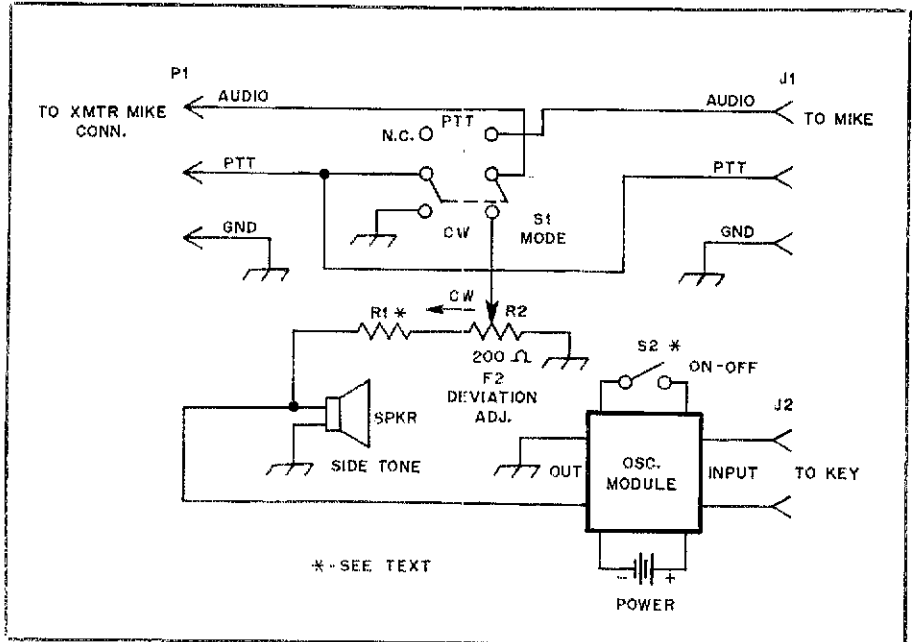 P1
J1
AUDIO
AUDIO
TO XMTR MIKE
CONN.
PTT
N.C.
TO MIKE
PTT
PTT
GND
CW
S1
MODE
GND
CW
R1 *
R2
200 Ω
F2
DEVIATION
ADJ.
S2 *
ON-OFF
J2
SPKR
SIDE TONE
OUT
OSC.
MODULE
INPUT
TO KEY
*-SEE TEXT
- +
POWER